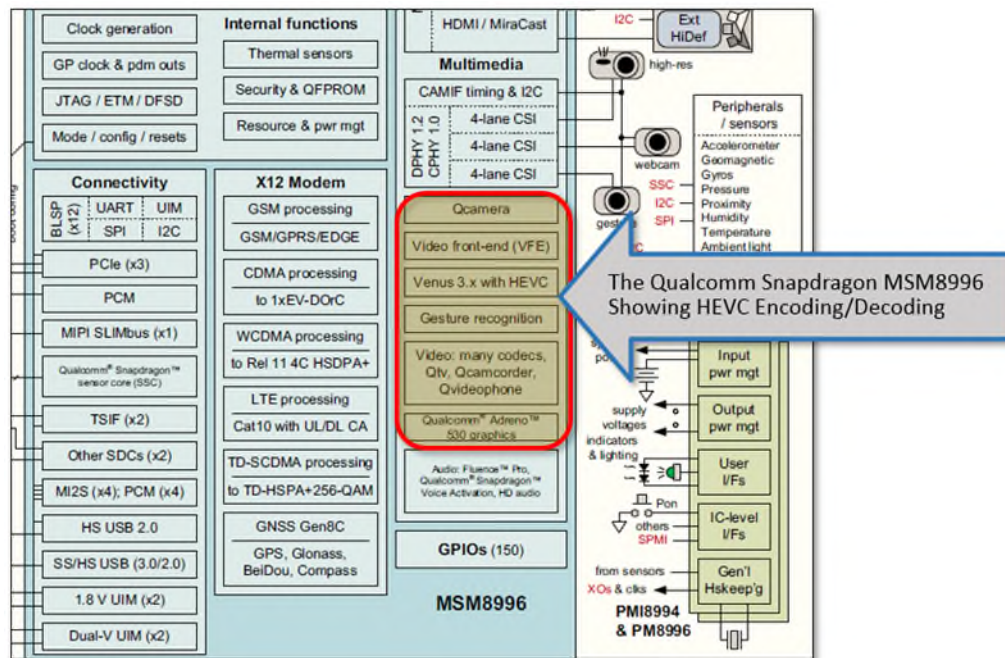 Clock generation
GP clock & pdm outs
JTAG / ETM / DFSD
Mode / config / resets
Internal functions
Thermal sensors
Security & QFPROM
Resource & pwr mgt
HDMI / MiraCast
Multimedia
CAMIF timing & I2C
DPHY 1.2
CPHY 1.0
4-lane CSI
4-lane CSI
4-lane CSI
I2C
Ext
HiDef
high-res
webcam
SSC
I2C
SPI
Peripherals
/ sensors
Accelerometer
Geomagnetic
Gyros
Pressure
Proximity
Humidity
Temperature
Ambient light
Connectivity
BLSP
(x12)
UART
UIM
SPI
I2C
PCIe (x3)
PCM
MIPI SLIMbus (x1)
Qualcomm® Snapdragon™
sensor core (SSC)
TSIF (x2)
Other SDCs (x2)
MI2S (x4); PCM (x4)
HS USB 2.0
SS/HS USB (3.0/2.0)
1.8 V UIM (x2)
Dual-V UIM (x2)
X12 Modem
GSM processing
GSM/GPRS/EDGE
CDMA processing
to 1xEV-DOrC
WCDMA processing
to Rel 11 4C HSDPA+
LTE processing
Cat10 with UL/DL CA
TD-SCDMA processing
to TD-HSPA+256-QAM
GNSS Gen8C
GPS, Glonass,
BeiDou, Compass
Qcamera
Video front-end (VFE)
Venus 3.x with HEVC
Gesture recognition
Video: many codecs,
Qtv, Qcamcorder,
Qvideophone
Qualcomm® Adreno™
530 graphics
Audio: Fluence™ Pro,
Qualcomm® Snapdragon™
Voice Activation, HD audio
GPIOs (150)
MSM8996
The Qualcomm Snapdragon MSM8996
Showing HEVC Encoding/Decoding
Input
pwr mgt
supply
voltages
Output
pwr mgt
indicators
& lighting
User
I/Fs
Pon
others
SPMI
IC-level
I/Fs
from sensors
XOs & clks
Gen'l
Hskeep'g
PMI8994
& PM8996